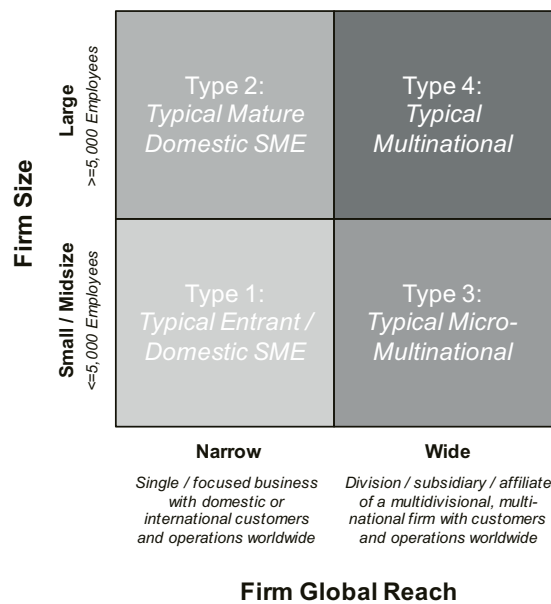 Firm Size
Large
>=5,000 Employees
Small / Midsize
<=5,000 Employees
Type 2:
Typical Mature
Domestic SME
Type 4:
Typical
Multinational
Type 1:
Typical Entrant /
Domestic SME
Type 3:
Typical Micro-
Multinational
Narrow
Single / focused business
with domestic or
international customers
and operations worldwide
Wide
Division / subsidiary / affiliate
of a multidivisional, multi-
national firm with customers
and operations worldwide
Firm Global Reach